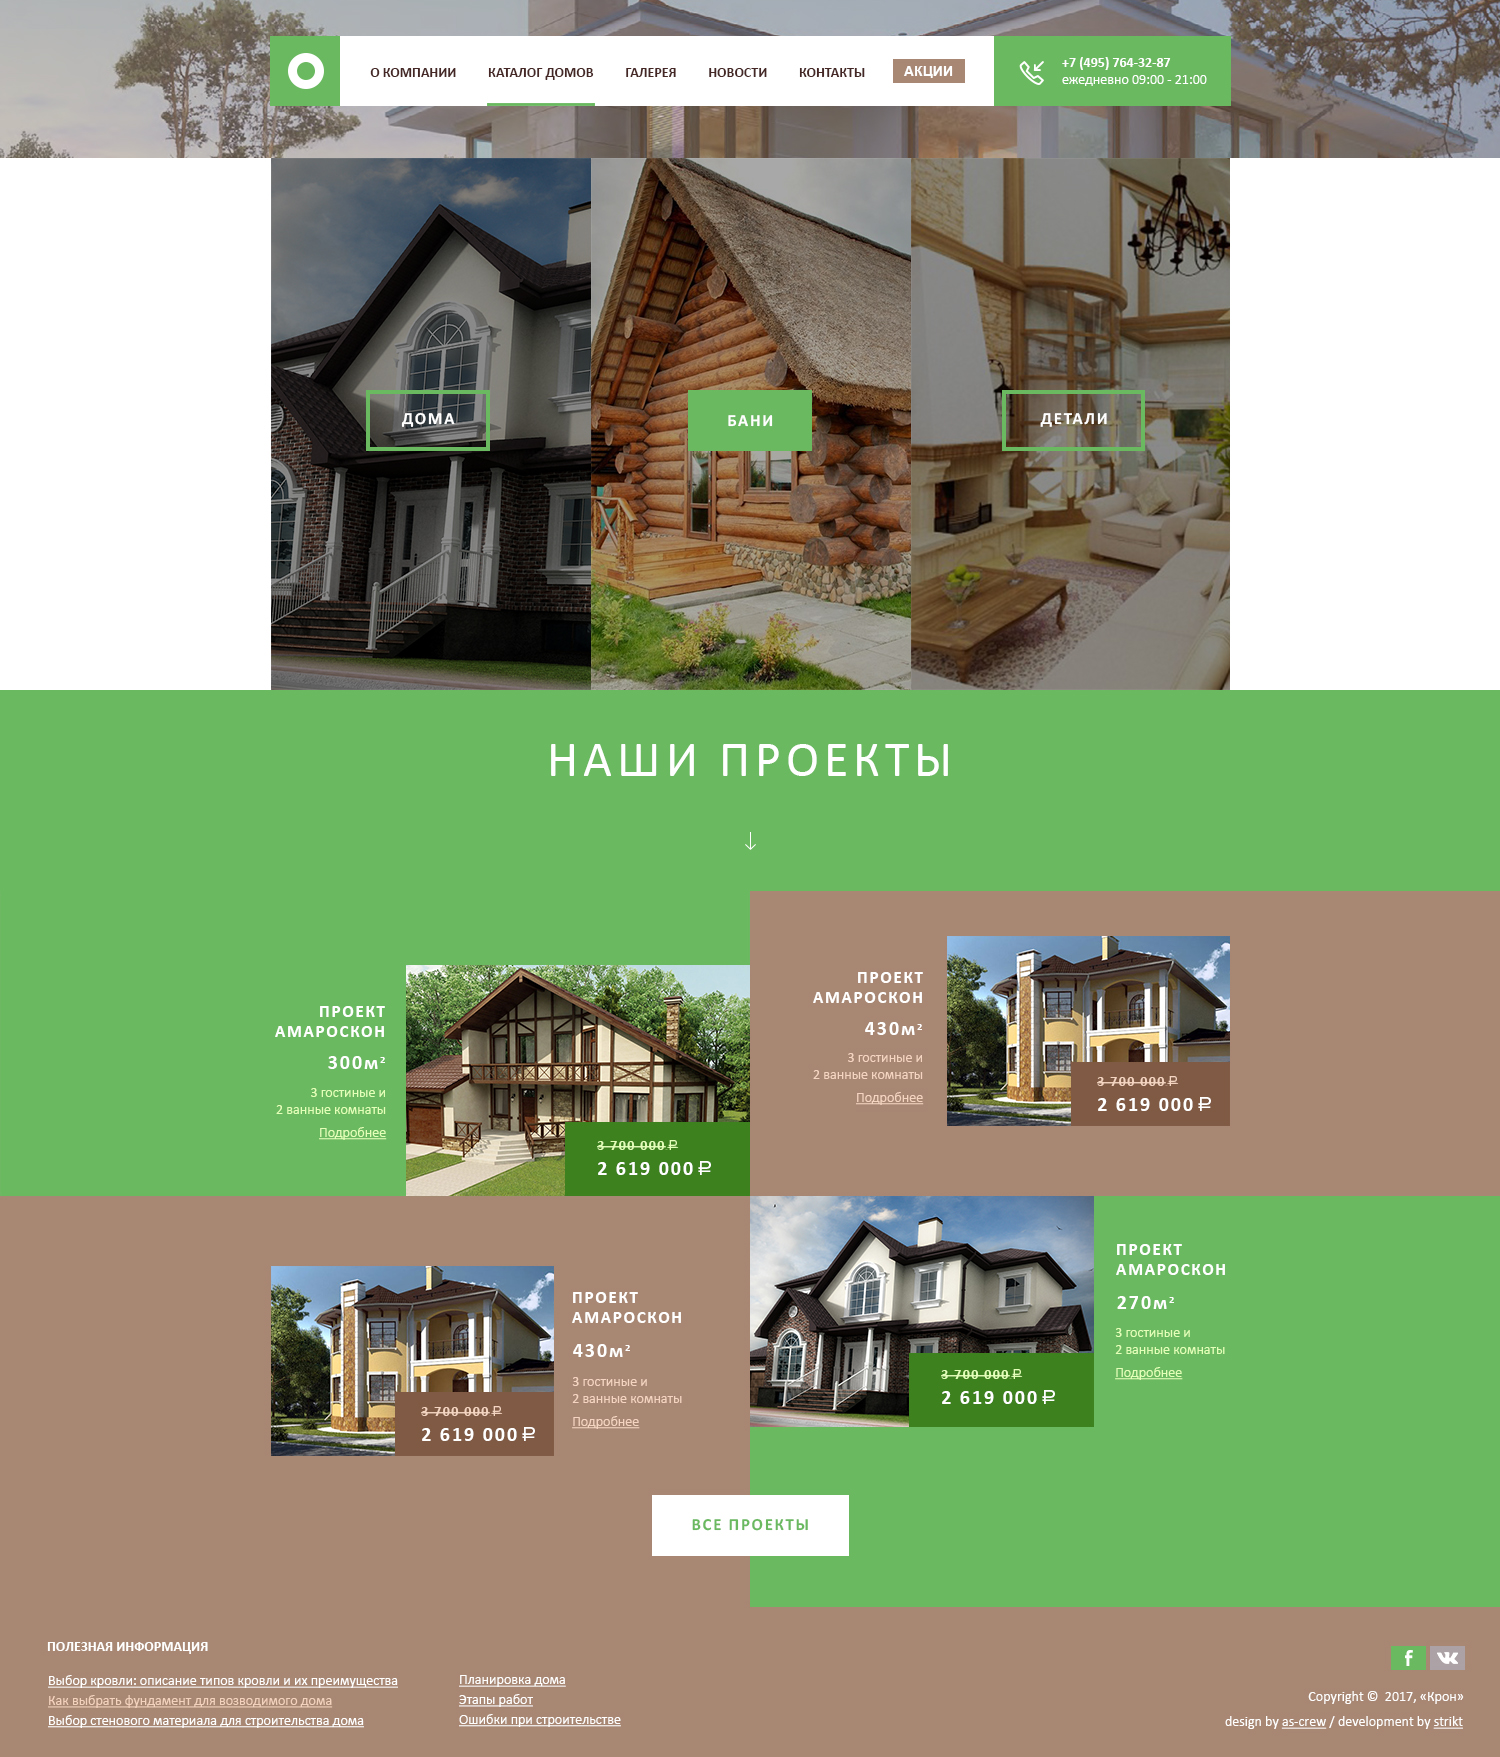 О КОМПАНИИ
КАТАЛОГ ДОМОВ
ГАЛЕРЕЯ
НОВОСТИ
КОНТАКТЫ
АКЦИИ
+7 (495) 764-32-87
ежедневно 09:00 - 21:00
ДОМА
БАНИ
ДЕТАЛИ
НАШИ ПРОЕКТЫ
ПРОЕКТ
АМАРОСКОН
300м²
3 гостиные и
2 ванные комнаты
Подробнее
3 700 000 ₽
2 619 000 ₽
ПРОЕКТ
АМАРОСКОН
430м²
3 гостиные и
2 ванные комнаты
Подробнее
3 700 000 ₽
2 619 000 ₽
ПРОЕКТ
АМАРОСКОН
430м²
3 гостиные и
2 ванные комнаты
Подробнее
3 700 000 ₽
2 619 000 ₽
ПРОЕКТ
АМАРОСКОН
270м²
3 гостиные и
2 ванные комнаты
Подробнее
3 700 000 ₽
2 619 000 ₽
ВСЕ ПРОЕКТЫ
ПОЛЕЗНАЯ ИНФОРМАЦИЯ
Выбор кровли: описание типов кровли и их преимущества
Как выбрать фундамент для возводимого дома
Выбор стенового материала для строительства дома
Планировка дома
Этапы работ
Ошибки при строительстве
Copyright © 2017, «Крон»
design by as-crew / development by strikt